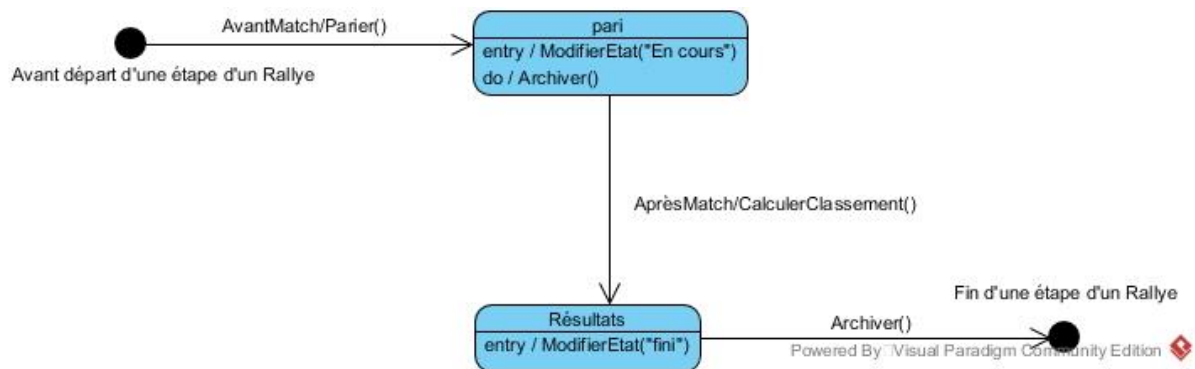 AvantMatch/Parier()
Avant départ d'une étape d'un Rallye
pari
entry / ModifierEtat("En cours")
do / Archiver()
AprèsMatch/CalculerClassement()
Fin d'une étape d'un Rallye
Résultats
entry / ModifierEtat("fini")
Archiver()
Powered By Visual Paradigm Community Edition